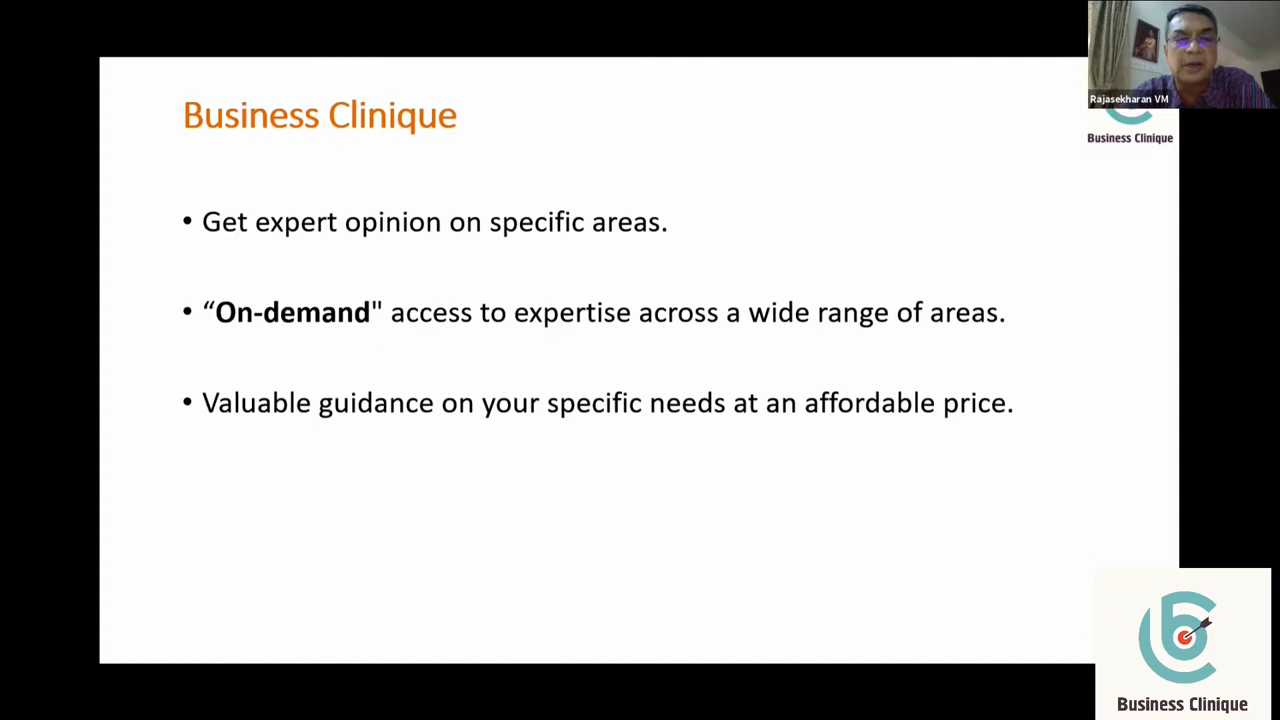 Rajasekharan VM
Business Clinique
Business Clinique
• Get expert opinion on specific areas.
• “On-demand" access to expertise across a wide range of areas.
• Valuable guidance on your specific needs at an affordable price.
Business Clinique